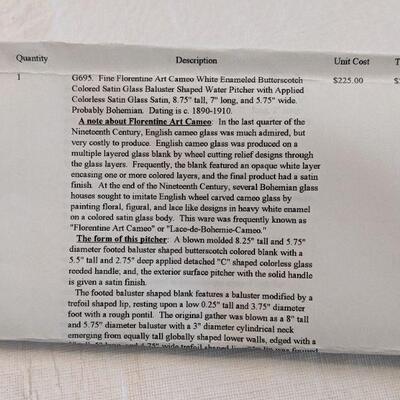 Quantity Description Unit Cost T
1 G695. Fine Florentine Art Cameo White Enameled Butterscotch $225.00 $
Colored Satin Glass Baluster Shaped Water Pitcher with Applied
Colorless Satin Glass Satin, 8.75" tall, 7" long, and 5.75" wide.
Probably Bohemian. Dating is c. 1890-1910.
A note about Florentine Art Cameo: In the last quarter of the
Nineteenth Century, English cameo glass was much admired, but
very costly to produce. English cameo glass was produced on a
multiple layered glass blank by wheel cutting relief designs through
the glass layers. Frequently, the blank featured an opaque white layer
encasing one or more colored layers, and the final product had a satin
finish. At the end of the Nineteenth Century, several Bohemian glass
houses sought to imitate English wheel carved cameo glass by
painting floral, figural, and lace like designs in heavy white enamel
on a colored satin glass body. This ware was frequently known as
"Florentine Art Cameo" or "Lace-de-Bohemie-Cameo."
The form of this pitcher: A blown molded 8.25" tall and 5.75"
diameter footed baluster shaped butterscotch colored blank with a
5.5" tall and 2.75" deep applied detached "C" shaped colorless glass
reeded handle; and, the exterior surface pitcher with the solid handle
is given a satin finish.
The footed baluster shaped blank features a baluster modified by a
trefoil shaped lip, resting upon a low 0.25" tall and 3.75" diameter
foot with a rough pontil. The original gather was blown as a 8" tall
and 5.75" diameter baluster with a 3" diameter cylindrical neck
emerging from equally tall globally shaped lower walls, edged with a
long and 4.75" wide trefoil shaped lip was formed